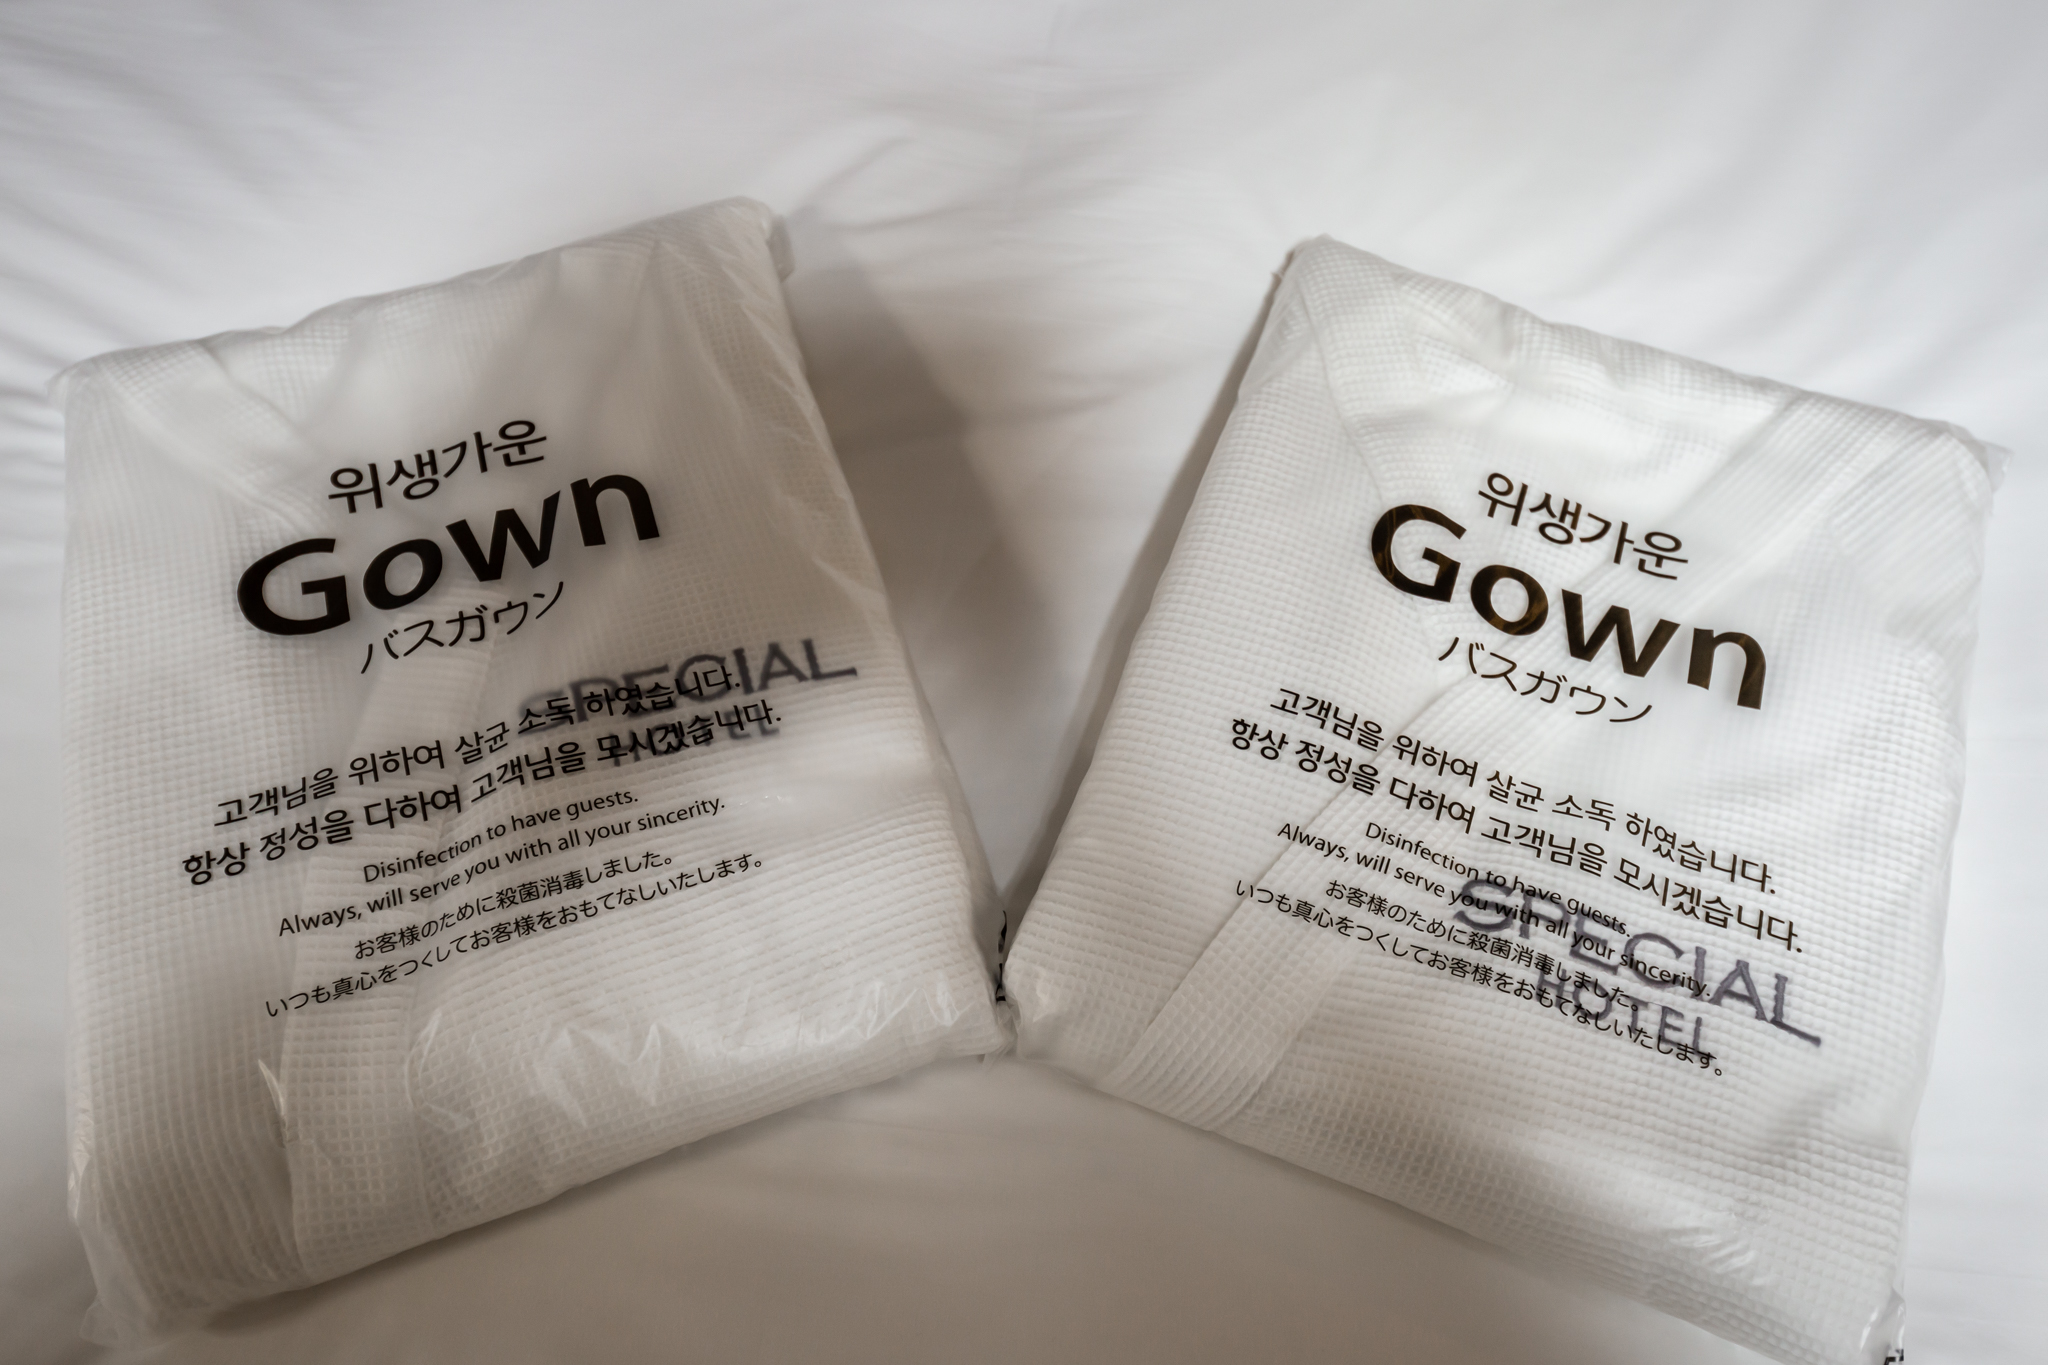 위생가운
Gown
バスガウン
고객님을 위하여 살균 소독 하였습니다.
항상 정성을 다하여 고객님을 모시겠습니다.
Disinfection to have guests.
Always, will serve you with all your sincerity.
お客様のために殺菌消毒しました。
いつも真心をつくしてお客様をおもてなしいたします。
SPECIAL
HOTEL
위생가운
Gown
バスガウン
고객님을 위하여 살균 소독 하였습니다.
항상 정성을 다하여 고객님을 모시겠습니다.
Disinfection to have guests.
Always, will serve you with all your sincerity.
お客様のために殺菌消毒しました。
いつも真心をつくしてお客様をおもてなしいたします。
SPECIAL
HOTEL